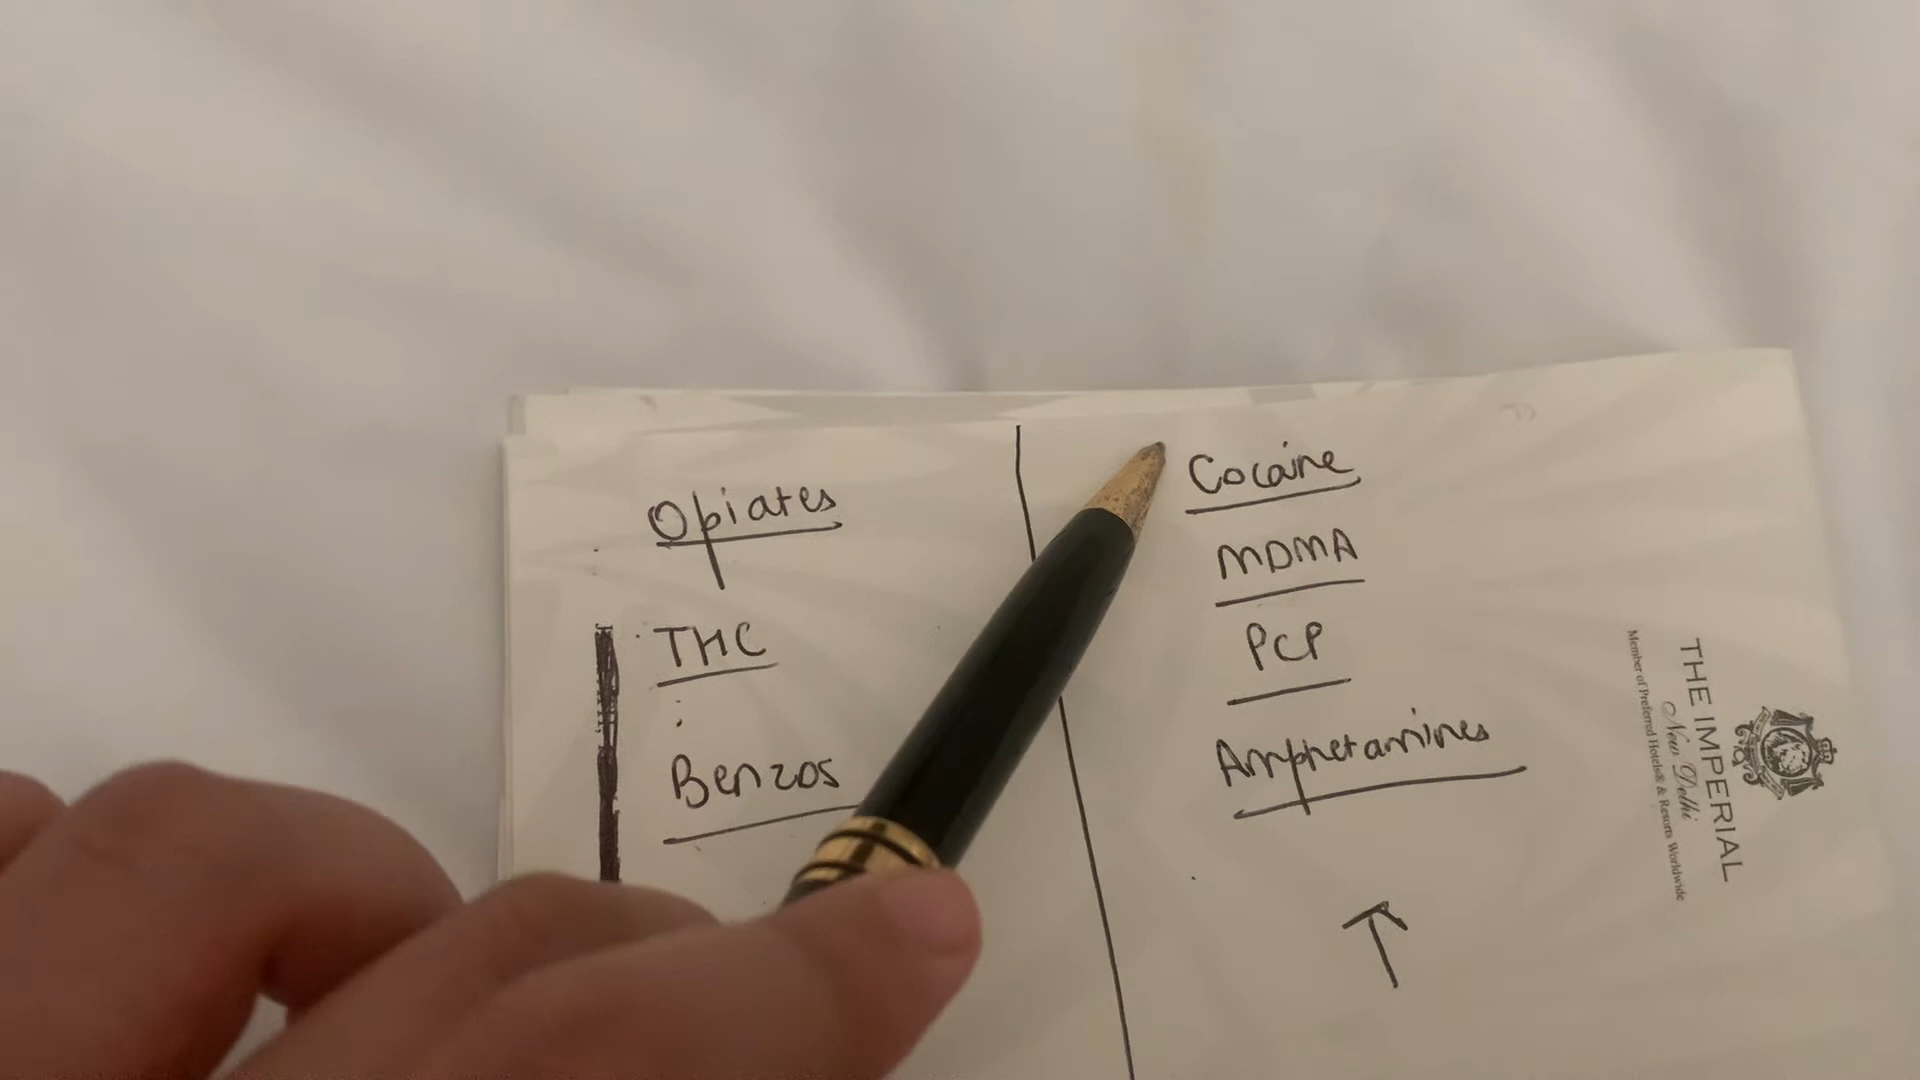 Opiates
THC
Benzos
Cocaine
MDMA
PCP
Amphetamines
THE IMPERIAL
New Delhi
Member of Preferred Hotels® & Resorts Worldwide